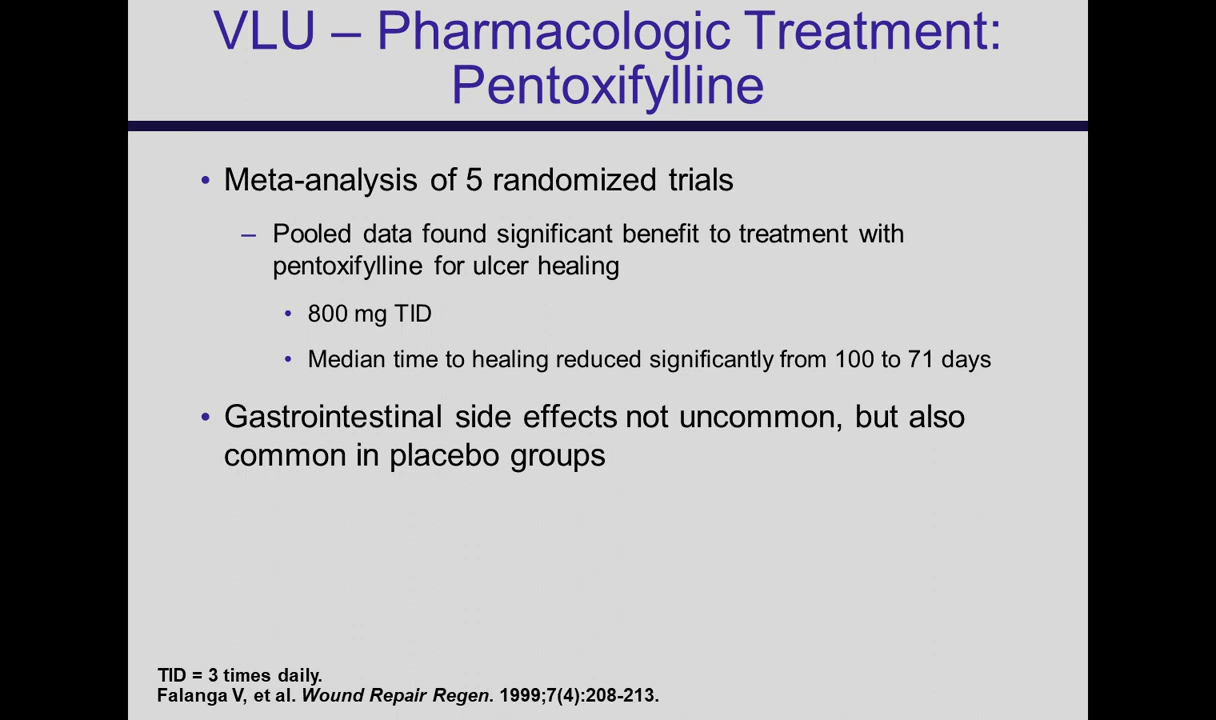 VLU – Pharmacologic Treatment:
Pentoxifylline
• Meta-analysis of 5 randomized trials
– Pooled data found significant benefit to treatment with
pentoxifylline for ulcer healing
• 800 mg TID
• Median time to healing reduced significantly from 100 to 71 days
• Gastrointestinal side effects not uncommon, but also
common in placebo groups
TID = 3 times daily.
Falanga V, et al. Wound Repair Regen. 1999;7(4):208-213.